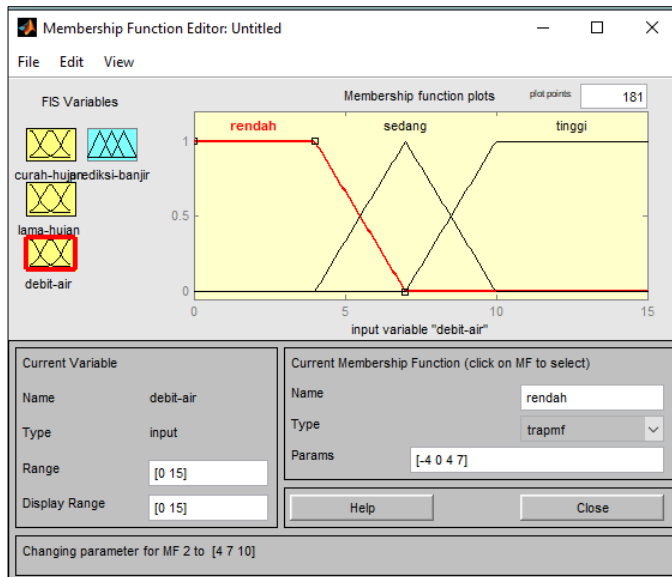 Membership Function Editor: Untitled
File Edit View
FIS Variables
Membership function plots
plot points: 181
rendah sedang tinggi
curah-hujan prediksi-banjir
lama-hujan
debit-air
1
0.5
0
0 5 10 15
input variable "debit-air"
Current Variable
Name debit-air
Type input
Range [0 15]
Display Range [0 15]
Current Membership Function (click on MF to select)
Name rendah
Type trapmf
Params [-4 0 4 7]
Help Close
Changing parameter for MF 2 to [4 7 10]